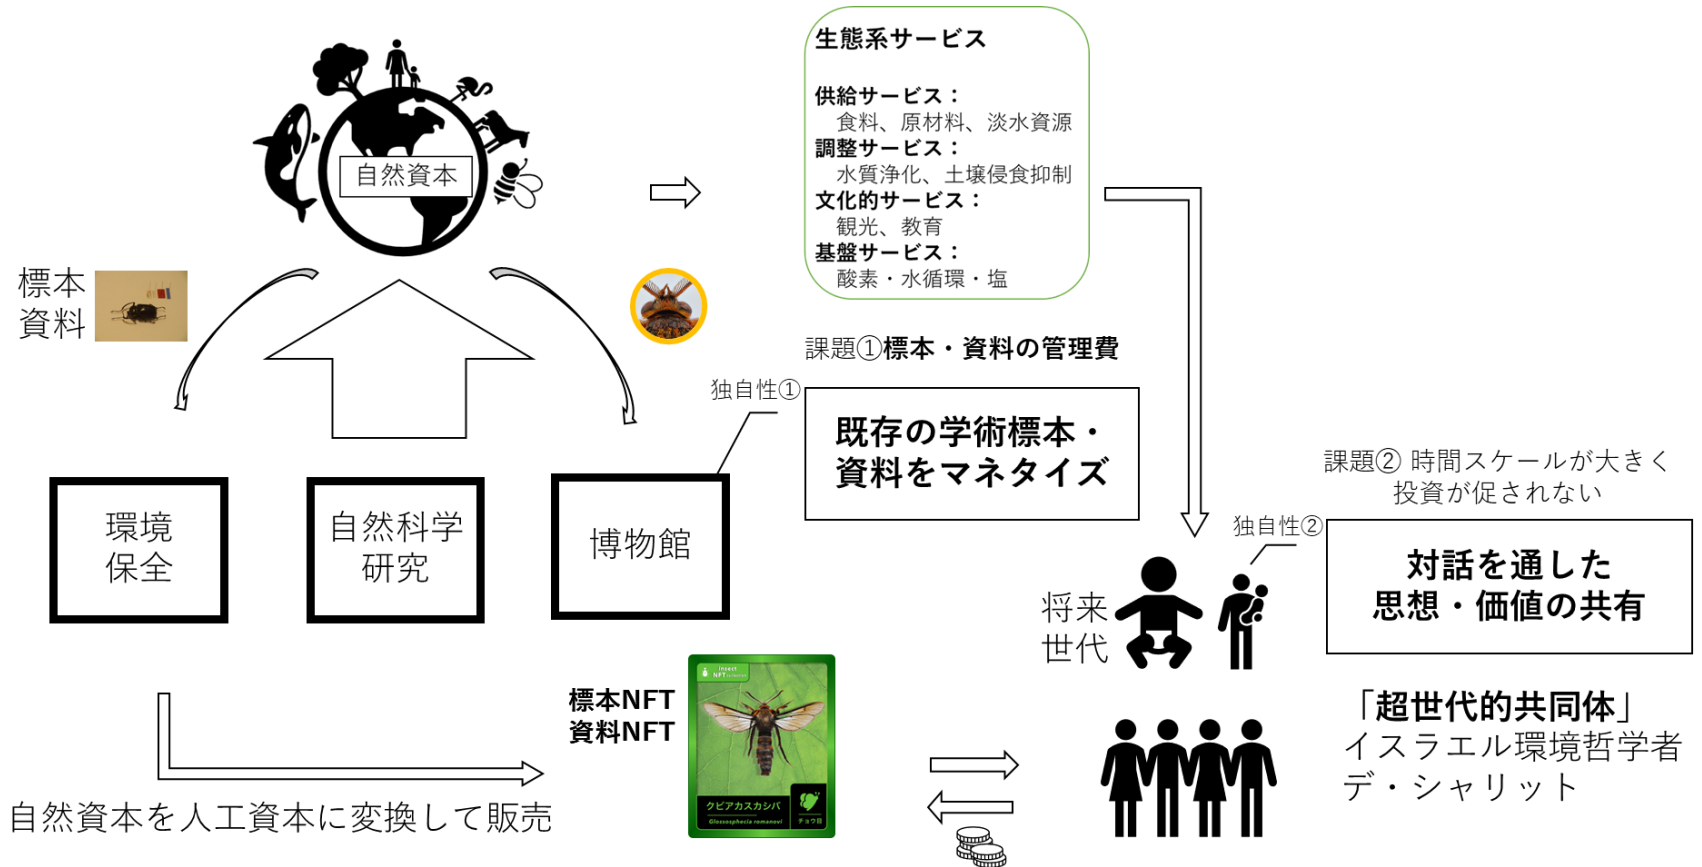 生態系サービス
供給サービス：
食料、原材料、淡水資源
調整サービス：
水質浄化、土壌侵食抑制
文化的サービス：
観光、教育
基盤サービス：
酸素・水循環・塩
自然資本
標本
資料
課題①標本・資料の管理費
独自性①
既存の学術標本・
資料をマネタイズ
課題② 時間スケールが大きく
投資が促されない
独自性②
対話を通した
思想・価値の共有
環境
保全
自然科学
研究
博物館
将来
世代
「超世代的共同体」
イスラエル環境哲学者
デ・シャリット
標本NFT
資料NFT
insect
NFT collection
クビアカスカシバ
Glossosphecia romanovi
チョウ目
自然資本を人工資本に変換して販売